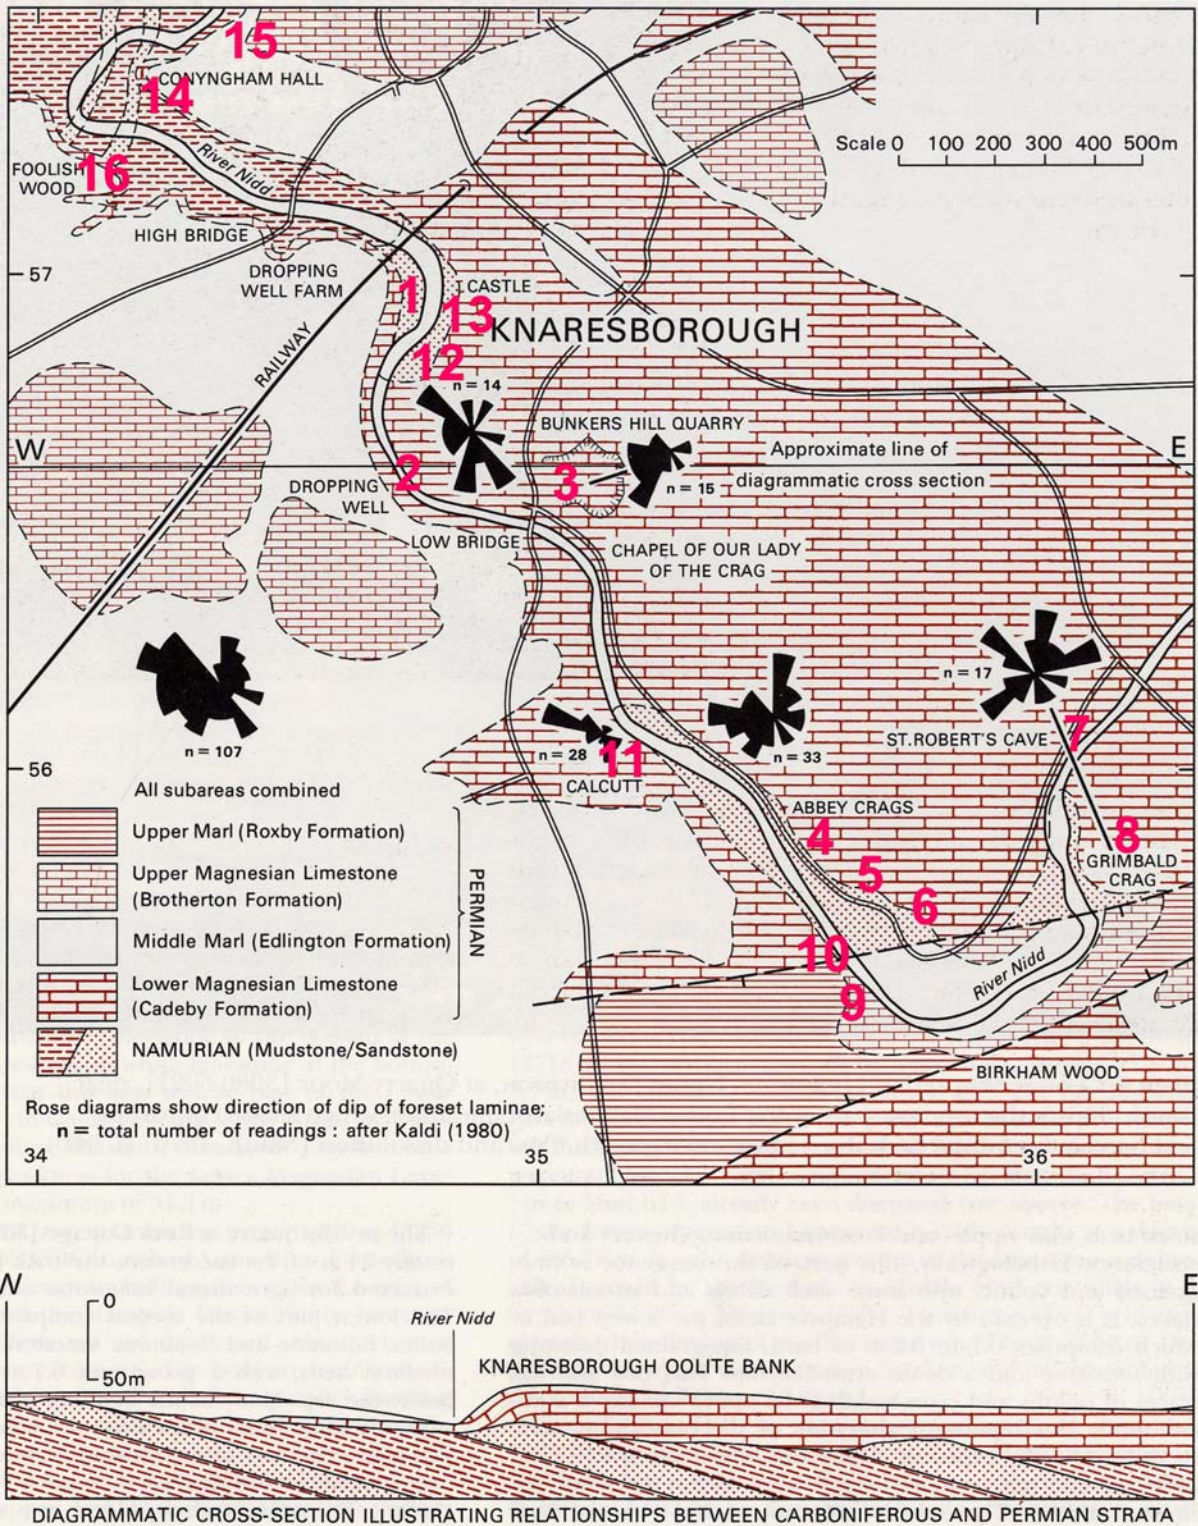 15
CONYNGHAM HALL
14
Scale 0 100 200 300 400 500m
River Nidd
FOOLISH
WOOD
16
HIGH BRIDGE
57
DROPPING
WELL FARM
1
CASTLE
13
KNARESBOROUGH
RAILWAY
12
n = 14
W
BUNKERS HILL QUARRY
Approximate line of
E
2
3
n = 15
diagrammatic cross section
DROPPING
WELL
LOW BRIDGE
CHAPEL OF OUR LADY
OF THE CRAG
n = 17
n = 107
n = 28
11
n = 33
ST. ROBERT'S CAVE
7
56
CALCUTT
All subareas combined
ABBEY CRAGS
Upper Marl (Roxby Formation)
4
8
GRIMBALD
CRAG
Upper Magnesian Limestone
(Brotherton Formation)
5
6
PERMIAN
Middle Marl (Edlington Formation)
10
River Nidd
Lower Magnesian Limestone
(Cadeby Formation)
9
NAMURIAN (Mudstone/Sandstone)
BIRKHAM WOOD
Rose diagrams show direction of dip of foreset laminae;
n = total number of readings : after Kaldi (1980)
34
35
36
W
E
0
River Nidd
50m
KNARESBOROUGH OOLITE BANK
DIAGRAMMATIC CROSS-SECTION ILLUSTRATING RELATIONSHIPS BETWEEN CARBONIFEROUS AND PERMIAN STRATA